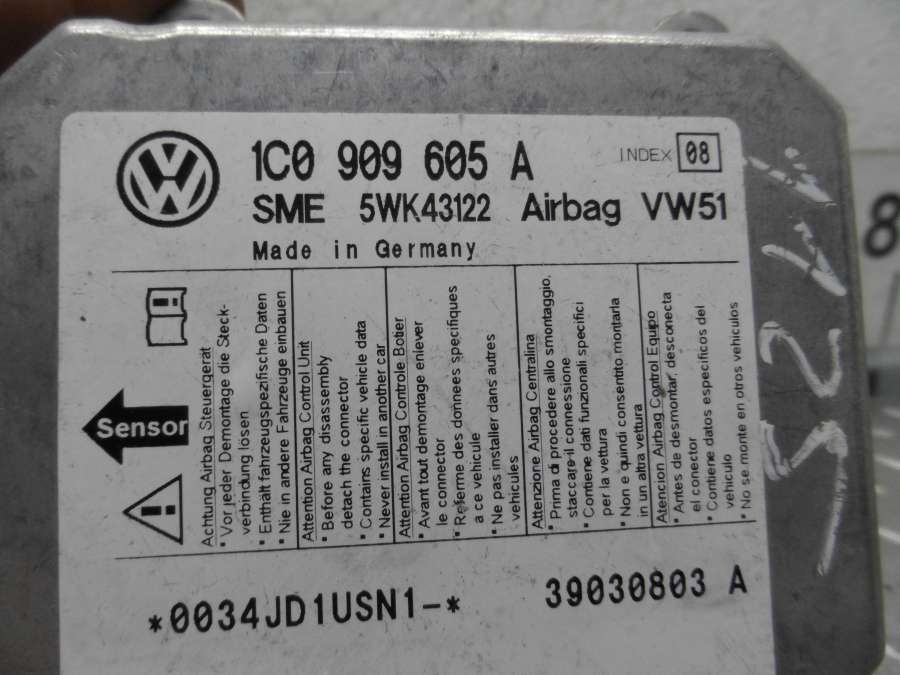 1C0 909 605 A
INDEX 08
SME 5WK43122 Airbag VW51
Made in Germany
Sensor
Achtung Airbag Steuergerät
* Vor jeder Demontage die Steck-
verbindung lösen
* Enthält fahrzeugspezifische Daten
* Nie in andere Fahrzeuge einbauen
Attention Airbag Control Unit
* Before any disassembly
detach the connector
* Contains specific vehicle data
* Never install in another car
Attention Airbag Controle Botier
* Avant tout demontage enlever
le connector
* Referme des donnees specifiques
a ce vehicule
* Ne pas installer dans autres
vehicules
Attenzione Airbag Centralina
* Prima di procedere allo smontaggio,
staccare il connessione
* Contiene dati funzionali specifici
per la vettura
* Non e quindi consentito montarla
in un altra vettura
Atencion Airbag Control Equipo
* Antes de desmontar desconecta
el conector
* Contiene datos especificos del
vehiculo
* No se monte en otros vehiculos
*0034JD1USN1-*
39030803 A
8